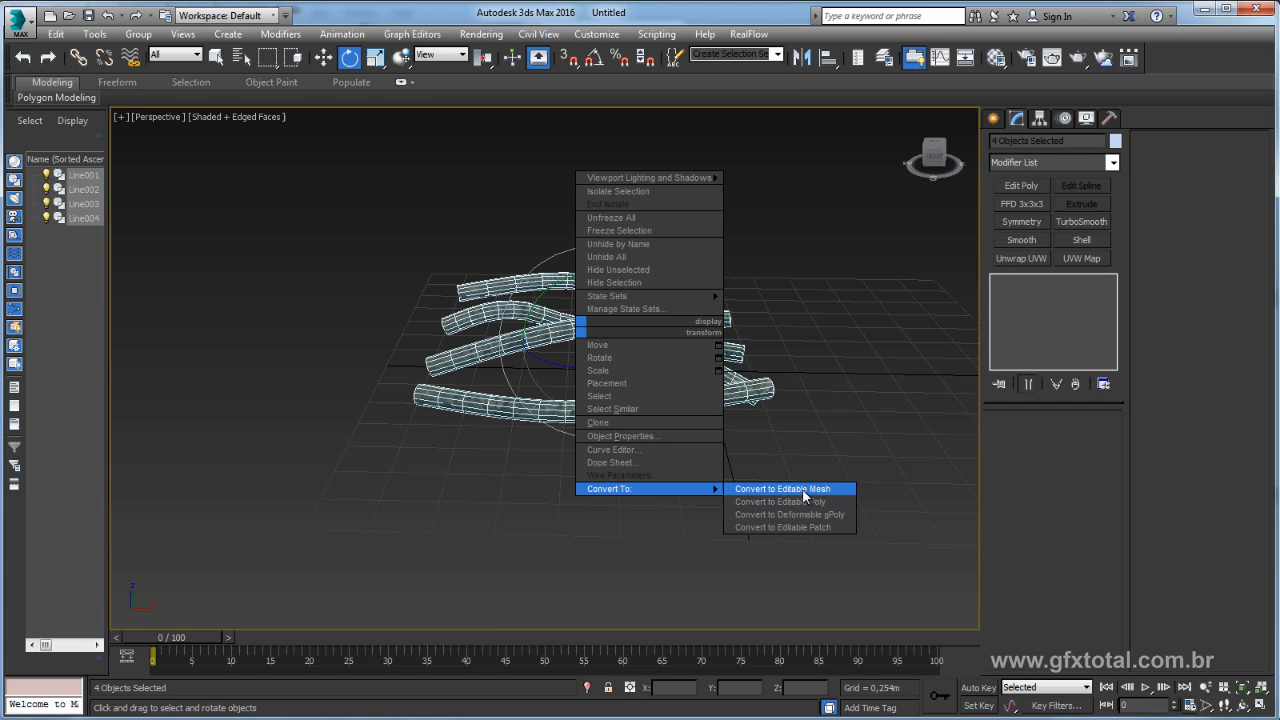 MAX
Workspace: Default
Autodesk 3ds Max 2016
Untitled
Type a keyword or phrase
Sign In
Edit
Tools
Group
Views
Create
Modifiers
Animation
Graph Editors
Rendering
Civil View
Customize
Scripting
Help
RealFlow
All
View
Create Selection Se
Modeling
Freeform
Selection
Object Paint
Populate
Polygon Modeling
Select
Display
Name (Sorted Ascen
Line001
Line002
Line003
Line004
[+] [Perspective] [Shaded + Edged Faces]
FRONT
Viewport Lighting and Shadows
Isolate Selection
End Isolate
Unfreeze All
Freeze Selection
Unhide by Name
Unhide All
Hide Unselected
Hide Selection
State Sets
Manage State Sets...
display
transform
Move
Rotate
Scale
Placement
Select
Select Similar
Clone
Object Properties...
Curve Editor...
Dope Sheet...
Wire Parameters...
Convert To:
Convert to Editable Mesh
Convert to Editable Poly
Convert to Deformable gPoly
Convert to Editable Patch
4 Objects Selected
Modifier List
Edit Poly
Edit Spline
FFD 3x3x3
Extrude
Symmetry
TurboSmooth
Smooth
Shell
Unwrap UVW
UVW Map
z
0 / 100
0 5 10 15 20 25 30 35 40 45 50 55 60 65 70 75 80 85 90 95 100
www.gfxtotal.com.br
4 Objects Selected
X:
Y:
Z:
Grid = 0,254m
Auto Key
Selected
Welcome to M
Click and drag to select and rotate objects
Add Time Tag
Set Key
Key Filters...
0